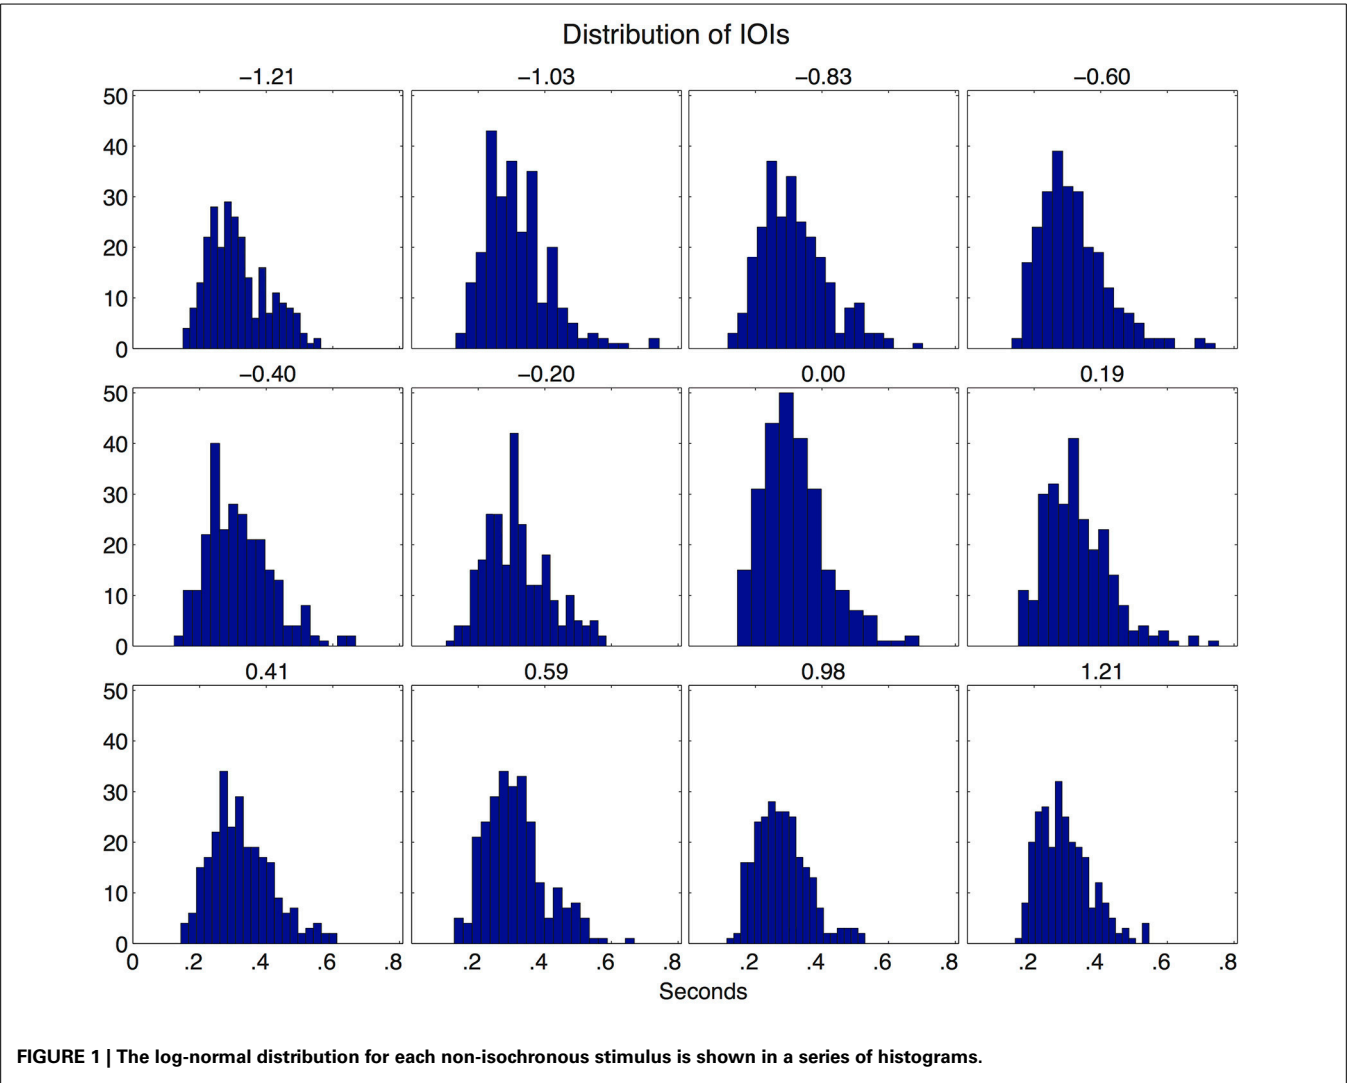 Distribution of IOIs
−1.21 −1.03 −0.83 −0.60
50
40
30
20
10
0
−0.40 −0.20 0.00 0.19
50
40
30
20
10
0
0.41 0.59 0.98 1.21
50
40
30
20
10
0
0 .2 .4 .6 .8 .2 .4 .6 .8 .2 .4 .6 .8 .2 .4 .6 .8
Seconds
FIGURE 1 | The log-normal distribution for each non-isochronous stimulus is shown in a series of histograms.